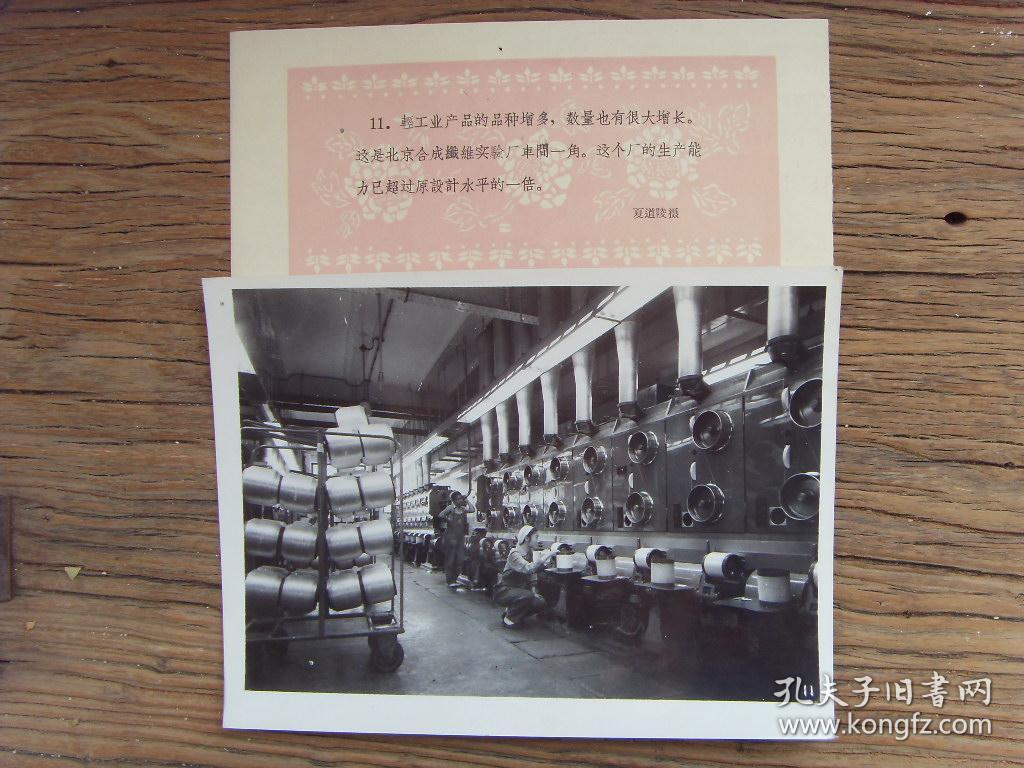 11. 輕工业产品的品种增多，数量也有很大增长。
这是北京合成纖維实驗厂車間一角。这个厂的生产能
力已超过原設計水平的一倍。
夏道陵摄
11
孔夫子旧書网
www.kongfz.com